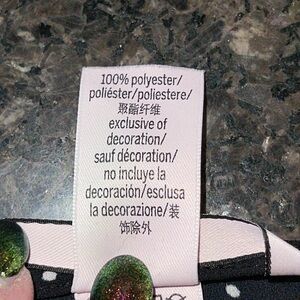 100% polyester/
poliéster/poliestere/
聚酯纤维
exclusive of
decoration/
sauf décoration/
no incluye la
decoración/esclusa
la decorazione/装
饰除外